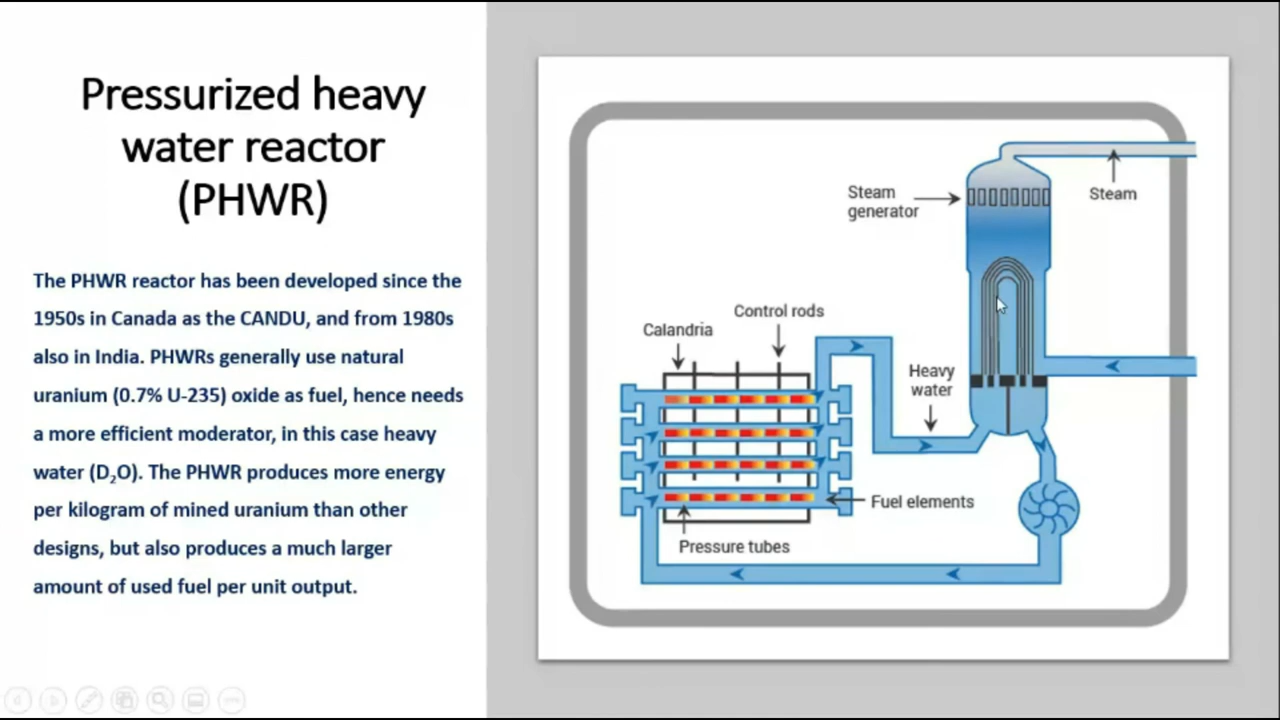 Pressurized heavy
water reactor
(PHWR)
The PHWR reactor has been developed since the
1950s in Canada as the CANDU, and from 1980s
also in India. PHWRs generally use natural
uranium (0.7% U-235) oxide as fuel, hence needs
a more efficient moderator, in this case heavy
water (D₂O). The PHWR produces more energy
per kilogram of mined uranium than other
designs, but also produces a much larger
amount of used fuel per unit output.
Steam
generator
Steam
Control rods
Calandria
Heavy
water
Fuel elements
Pressure tubes